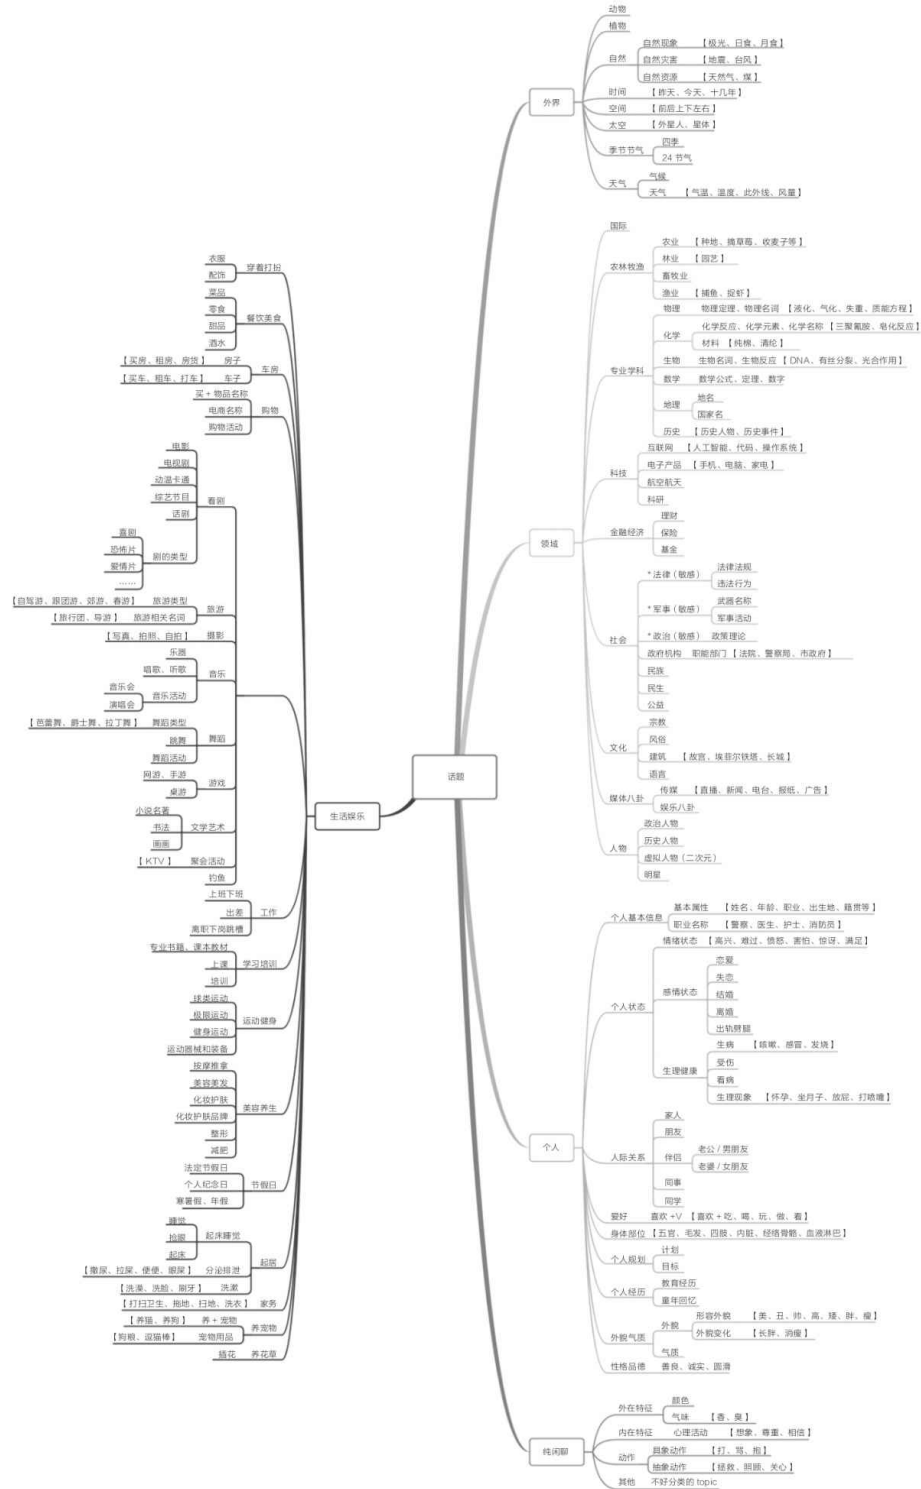 话题
外界
动物
植物
自然
自然现象 【极光、日食、月食】
自然灾害 【地震、台风】
自然资源 【天然气、煤】
时间 【昨天、今天、十几年】
空间 【前后上下左右】
太空 【外星人、星体】
季节节气
四季
24 节气
天气
气候
天气 【气温、温度、此外线、风量】
领域
国际
农林牧渔
农业 【种地、摘草莓、收麦子等】
林业 【园艺】
畜牧业
渔业 【捕鱼、捉虾】
专业学科
物理 物理定理、物理名词 【液化、气化、失重、质能方程】
化学
化学反应、化学元素、化学名称 【三聚氰胺、皂化反应】
材料 【纯棉、涤纶】
生物 生物名词、生物反应 【DNA、有丝分裂、光合作用】
数学 数学公式、定理、数字
地理
地名
国家名
历史 【历史人物、历史事件】
科技
互联网 【人工智能、代码、操作系统】
电子产品 【手机、电脑、家电】
航空航天
科研
金融经济
理财
保险
基金
社会
*法律（敏感）
法律法规
违法行为
*军事（敏感）
武器名称
军事活动
*政治（敏感） 政策理论
政府机构 职能部门 【法院、警察局、市政府】
民族
民生
公益
文化
宗教
风俗
建筑 【故宫、埃菲尔铁塔、长城】
语言
媒体八卦
传媒 【直播、新闻、电台、报纸、广告】
娱乐八卦
人物
政治人物
历史人物
虚拟人物（二次元）
明星
个人
个人基本信息
基本属性 【姓名、年龄、职业、出生地、籍贯等】
职业名称 【警察、医生、护士、消防员】
个人状态
情绪状态 【高兴、难过、愤怒、害怕、惊讶、满足】
感情状态
恋爱
失恋
结婚
离婚
出轨劈腿
生理健康
生病 【咳嗽、感冒、发烧】
受伤
看病
生理现象 【怀孕、坐月子、放屁、打喷嚏】
人际关系
家人
朋友
伴侣
老公 / 男朋友
老婆 / 女朋友
同事
同学
爱好 喜欢 +V 【喜欢 + 吃、喝、玩、做、看】
身体部位 【五官、毛发、四肢、内脏、经络骨骼、血液淋巴】
个人规划
计划
目标
个人经历
教育经历
童年回忆
外貌气质
外貌
形容外貌 【美、丑、帅、高、矮、胖、瘦】
外貌变化 【长胖、消瘦】
气质
性格品德 善良、诚实、圆滑
纯闲聊
外在特征
颜色
气味 【香、臭】
内在特征 心理活动 【想象、尊重、相信】
动作
具象动作 【打、骂、抱】
抽象动作 【拯救、照顾、关心】
其他 不好分类的 topic
生活娱乐
穿着打扮
衣服
配饰
餐饮美食
菜品
零食
甜品
酒水
车房
【买房、租房、房贷】 房子
【买车、租车、打车】 车子
购物
买 + 物品名称
电商名称
购物活动
看剧
电影
电视剧
动温卡通
综艺节目
话剧
剧的类型
喜剧
恐怖片
爱情片
……
旅游
【自驾游、跟团游、郊游、春游】 旅游类型
【旅行团、导游】 旅游相关名词
【写真、拍照、自拍】 摄影
音乐
乐器
唱歌、听歌
音乐活动
音乐会
演唱会
舞蹈
【芭蕾舞、爵士舞、拉丁舞】 舞蹈类型
跳舞
舞蹈活动
游戏
网游、手游
桌游
文学艺术
小说名著
书法
画画
【KTV】 聚会活动
钓鱼
工作
上班下班
出差
离职下岗跳槽
学习培训
专业书籍、课本教材
上课
培训
运动健身
球类运动
极限运动
健身运动
运动器械和装备
美容养生
按摩推拿
美容美发
化妆护肤
化妆护肤品牌
整形
减肥
节假日
法定节假日
个人纪念日
寒暑假、年假
起居
起床睡觉
睡觉
抢眼
起床
【撒尿、拉屎、便便、眼屎】 分泌排泄
【洗澡、洗脸、刷牙】 洗漱
【打扫卫生、拖地、扫地、洗衣】 家务
养宠物
【养猫、养狗】 养 + 宠物
【狗粮、逗猫棒】 宠物用品
插花 养花草